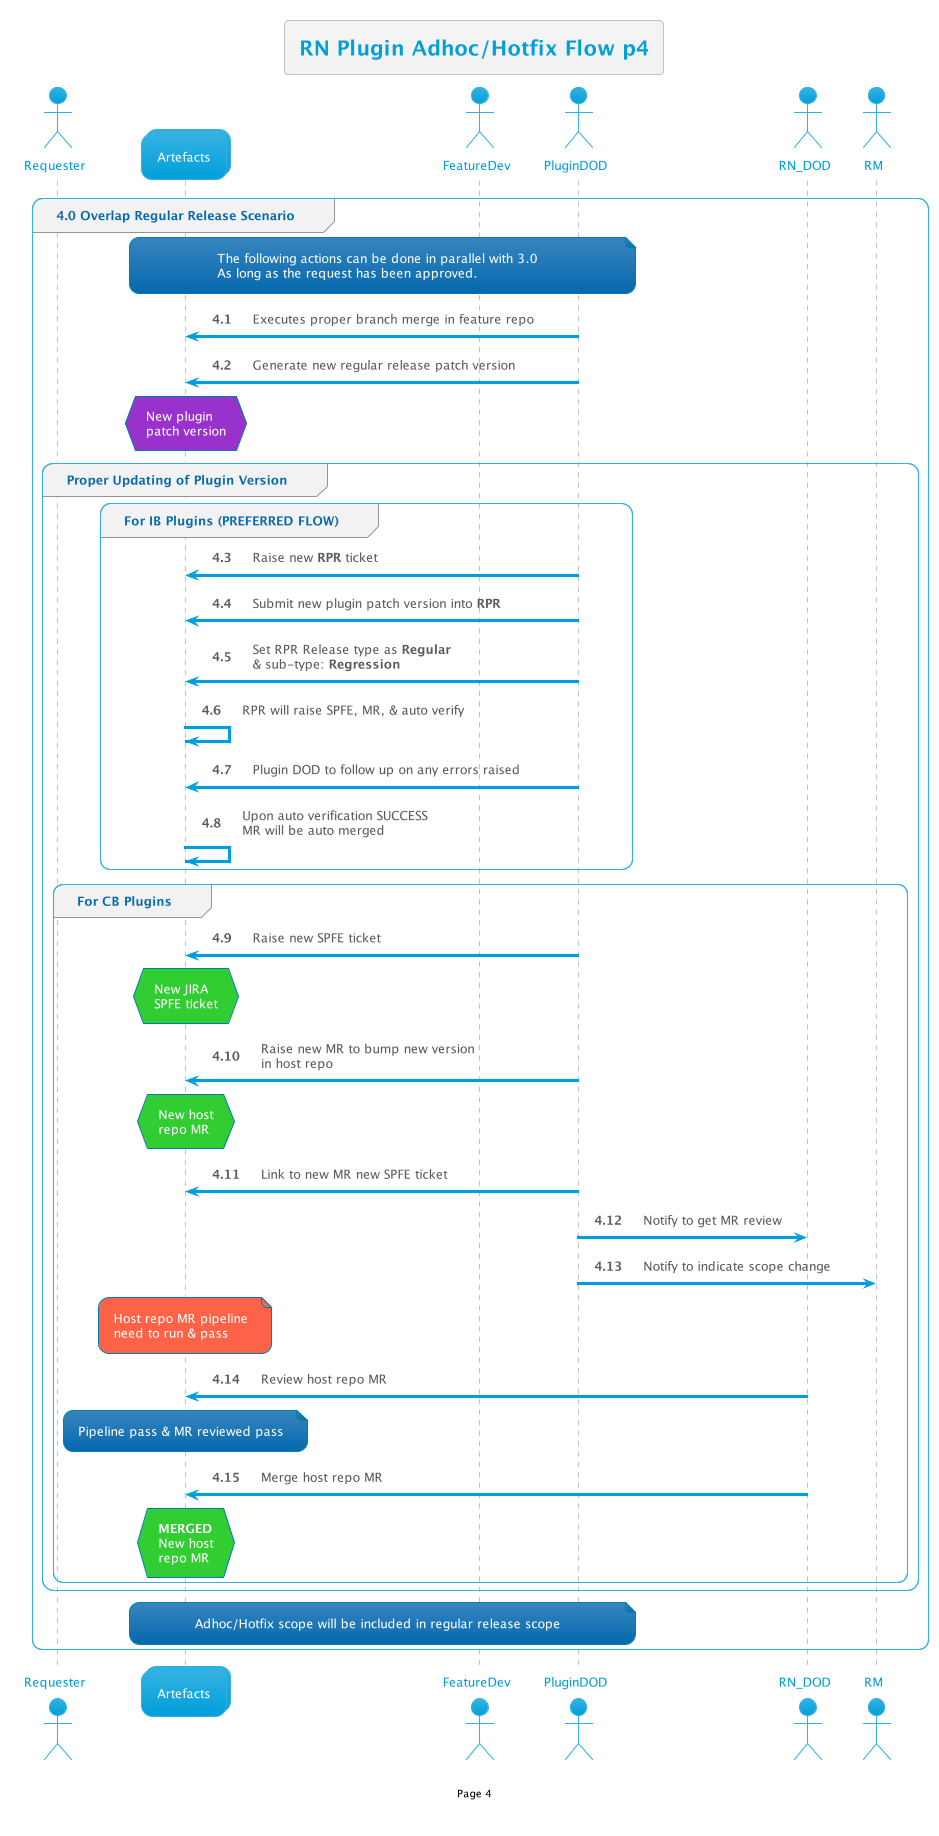 RN Plugin Adhoc/Hotfix Flow p4
Requester
Artefacts
FeatureDev
PluginDOD
RN_DOD
RM
4.0 Overlap Regular Release Scenario
The following actions can be done in parallel with 3.0
As long as the request has been approved.
4.1 Executes proper branch merge in feature repo
4.2 Generate new regular release patch version
New plugin
patch version
Proper Updating of Plugin Version
For IB Plugins (PREFERRED FLOW)
4.3 Raise new RPR ticket
4.4 Submit new plugin patch version into RPR
4.5 Set RPR Release type as Regular
& sub-type: Regression
4.6 RPR will raise SPFE, MR, & auto verify
4.7 Plugin DOD to follow up on any errors raised
4.8 Upon auto verification SUCCESS
MR will be auto merged
For CB Plugins
4.9 Raise new SPFE ticket
New JIRA
SPFE ticket
4.10 Raise new MR to bump new version
in host repo
New host
repo MR
4.11 Link to new MR new SPFE ticket
4.12 Notify to get MR review
4.13 Notify to indicate scope change
Host repo MR pipeline
need to run & pass
4.14 Review host repo MR
Pipeline pass & MR reviewed pass
4.15 Merge host repo MR
MERGED
New host
repo MR
Adhoc/Hotfix scope will be included in regular release scope
Requester
Artefacts
FeatureDev
PluginDOD
RN_DOD
RM
Page 4